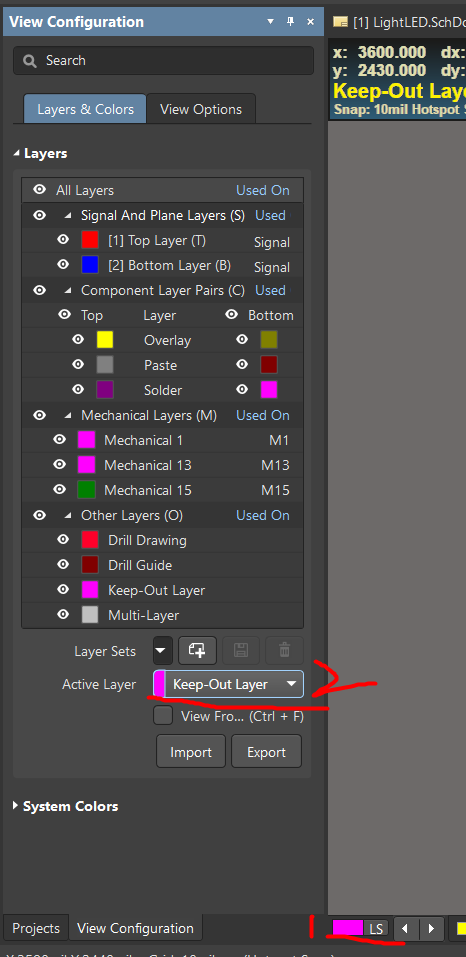 View Configuration
[1] LightLED.SchDo
Search
x: 3600.000 dx:
y: 2430.000 dy:
Keep-Out Laye
Snap: 10mil Hotspot S
Layers & Colors View Options
Layers
All Layers Used On
Signal And Plane Layers (S) Used
[1] Top Layer (T) Signal
[2] Bottom Layer (B) Signal
Component Layer Pairs (C) Used
Top Layer Bottom
Overlay
Paste
Solder
Mechanical Layers (M) Used On
Mechanical 1 M1
Mechanical 13 M13
Mechanical 15 M15
Other Layers (O) Used On
Drill Drawing
Drill Guide
Keep-Out Layer
Multi-Layer
Layer Sets
Active Layer Keep-Out Layer 2
View Fro... (Ctrl + F)
Import Export
System Colors
Projects View Configuration 1 LS